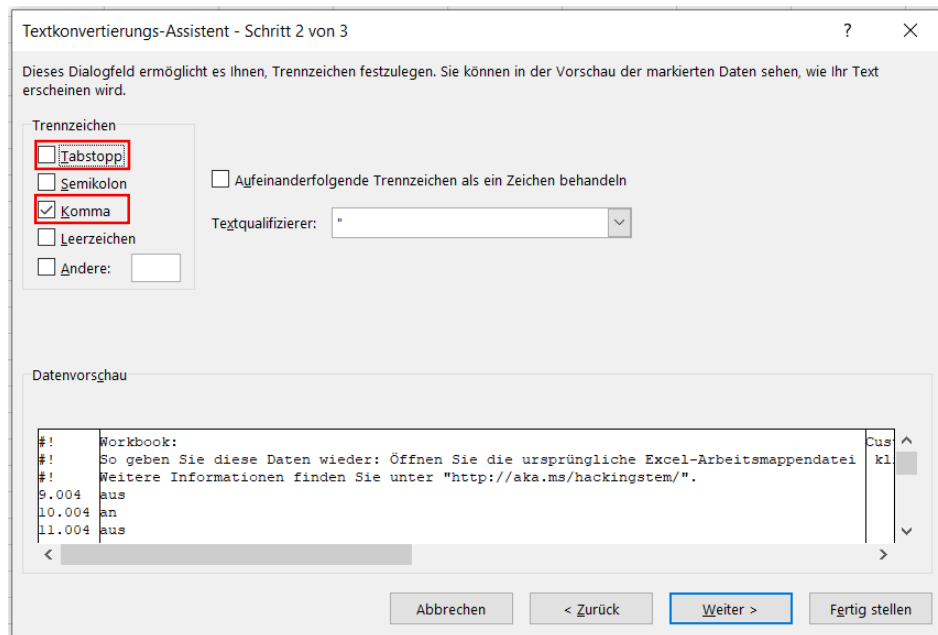 Textkonvertierungs-Assistent - Schritt 2 von 3
?
Dieses Dialogfeld ermöglicht es Ihnen, Trennzeichen festzulegen. Sie können in der Vorschau der markierten Daten sehen, wie Ihr Text
erscheinen wird.
Trennzeichen
Tabstopp
Semikolon
Komma
Leerzeichen
Andere:
Aufeinanderfolgende Trennzeichen als ein Zeichen behandeln
Textqualifizierer: "
Datenvorschau
#! Workbook: Cus
#! So geben Sie diese Daten wieder: Öffnen Sie die ursprüngliche Excel-Arbeitsmappendatei
#! Weitere Informationen finden Sie unter "http://aka.ms/hackingstem/".
9.004 aus
10.004 an
11.004 aus
Abbrechen
< Zurück
Weiter >
Fertig stellen